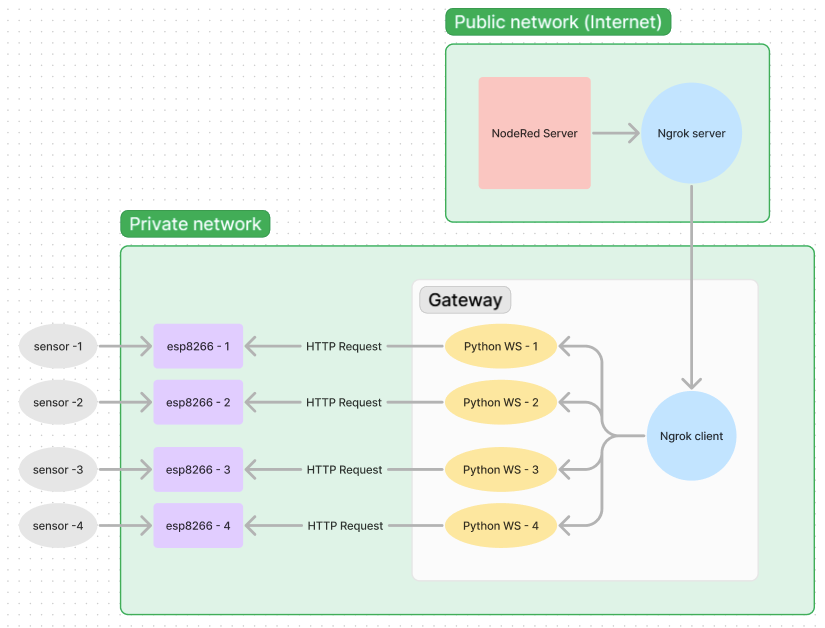 Public network (Internet)
NodeRed Server
Ngrok server
Private network
Gateway
sensor -1
esp8266 - 1
HTTP Request
Python WS - 1
sensor -2
esp8266 - 2
HTTP Request
Python WS - 2
Ngrok client
sensor -3
esp8266 - 3
HTTP Request
Python WS - 3
sensor -4
esp8266 - 4
HTTP Request
Python WS - 4